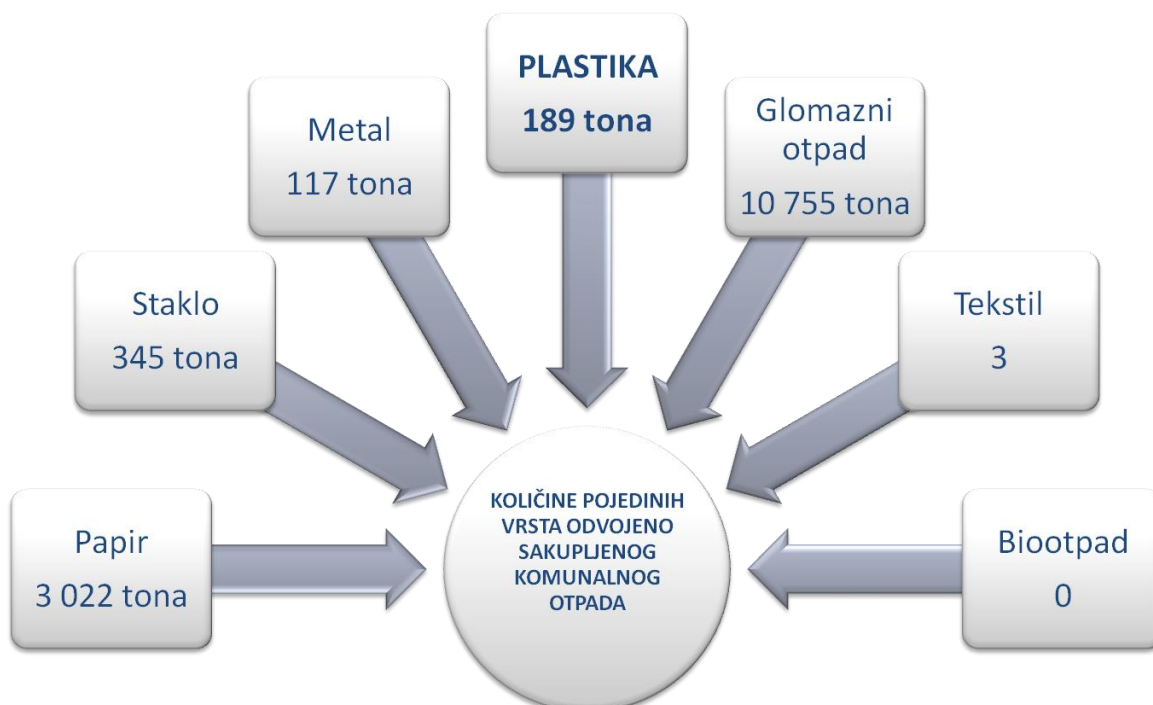 PLASTIKA
189 tona
Metal
117 tona
Glomazni
otpad
10 755 tona
Staklo
345 tona
Tekstil
3
Papir
3 022 tona
Biootpad
0
KOLIČINE POJEDINIH
VRSTA ODVOJENO
SAKUPLJENOG
KOMUNALNOG
OTPADA